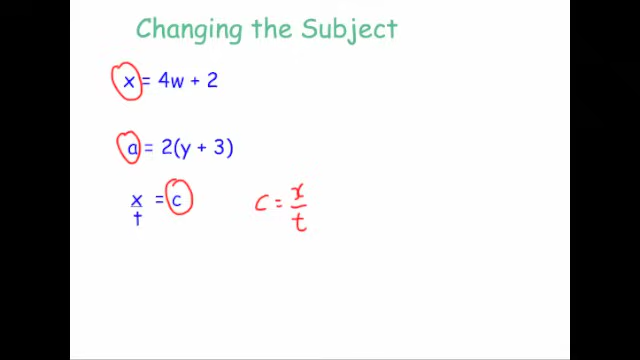 Changing the Subject
x = 4w + 2
a = 2(y + 3)
x/t = c
c = x/t